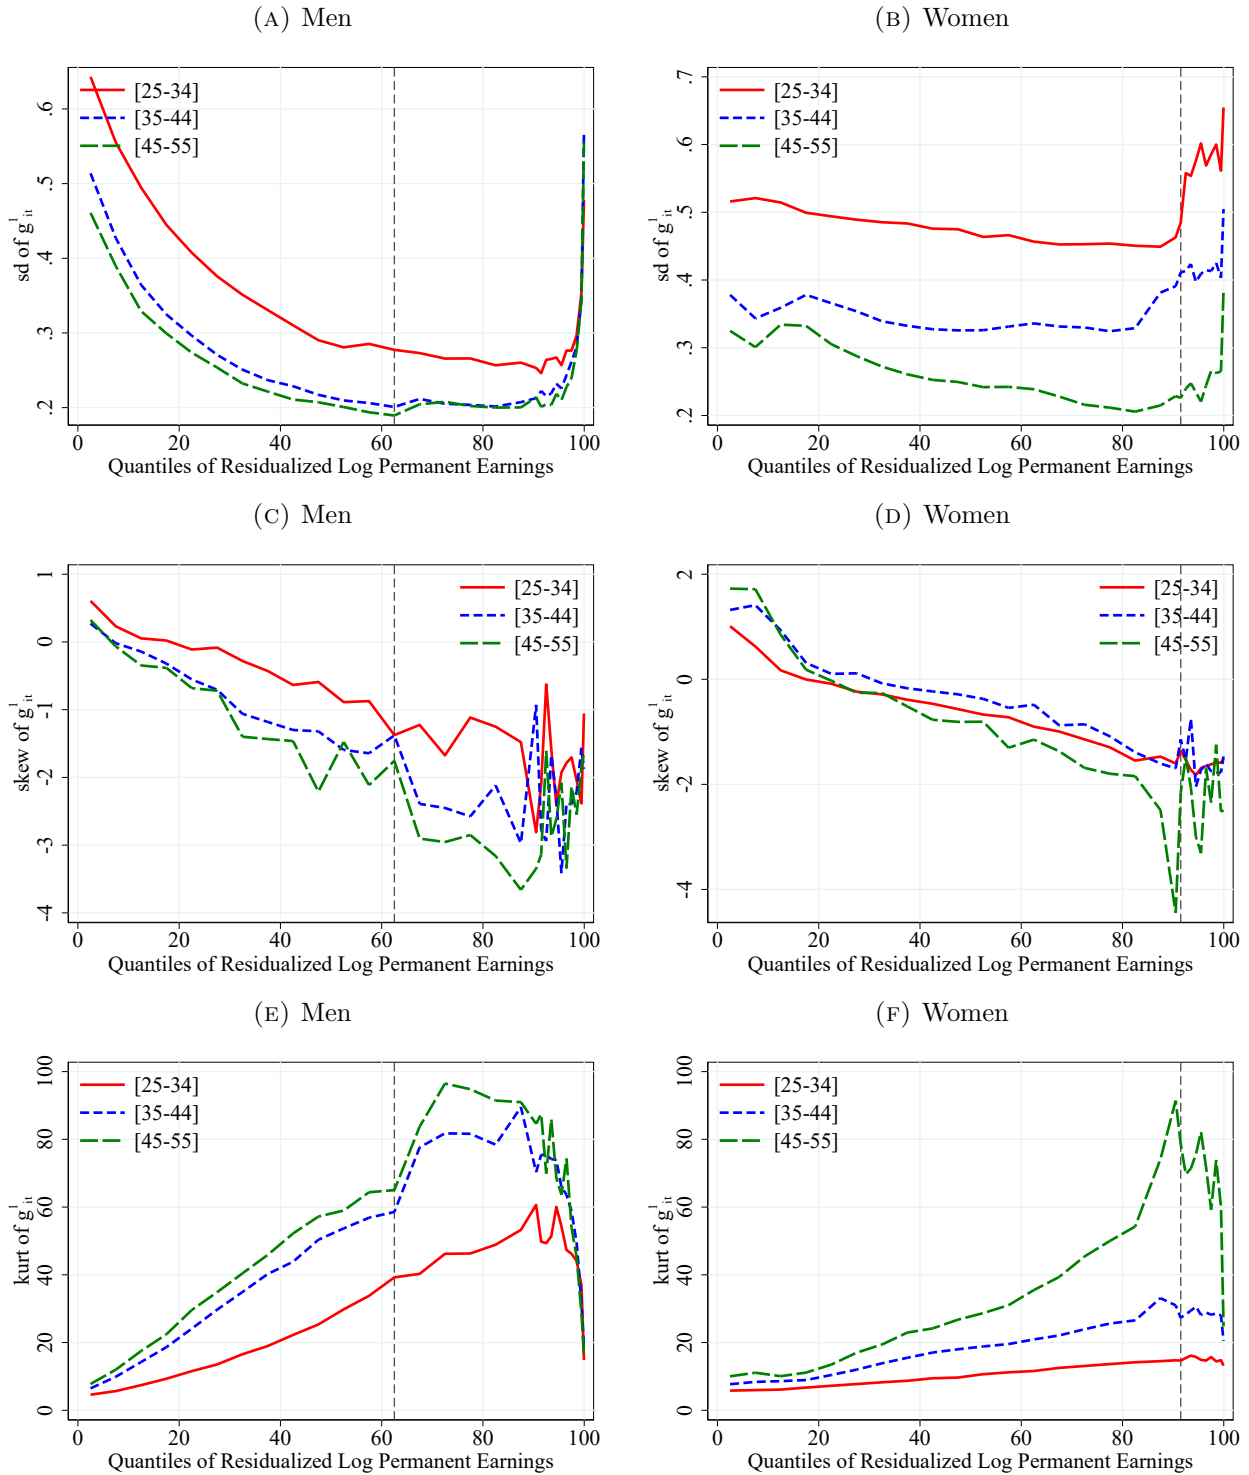 (A) Men
sd of g¹ᵢₜ
.2 .3 .4 .5 .6
[25-34]
[35-44]
[45-55]
0 20 40 60 80 100
Quantiles of Residualized Log Permanent Earnings
(B) Women
sd of g¹ᵢₜ
.2 .3 .4 .5 .6 .7
[25-34]
[35-44]
[45-55]
0 20 40 60 80 100
Quantiles of Residualized Log Permanent Earnings
(C) Men
skew of g¹ᵢₜ
-4 -3 -2 -1 0 1
[25-34]
[35-44]
[45-55]
0 20 40 60 80 100
Quantiles of Residualized Log Permanent Earnings
(D) Women
skew of g¹ᵢₜ
-4 -2 0 2
[25-34]
[35-44]
[45-55]
0 20 40 60 80 100
Quantiles of Residualized Log Permanent Earnings
(E) Men
kurt of g¹ᵢₜ
0 20 40 60 80 100
[25-34]
[35-44]
[45-55]
0 20 40 60 80 100
Quantiles of Residualized Log Permanent Earnings
(F) Women
kurt of g¹ᵢₜ
0 20 40 60 80 100
[25-34]
[35-44]
[45-55]
0 20 40 60 80 100
Quantiles of Residualized Log Permanent Earnings